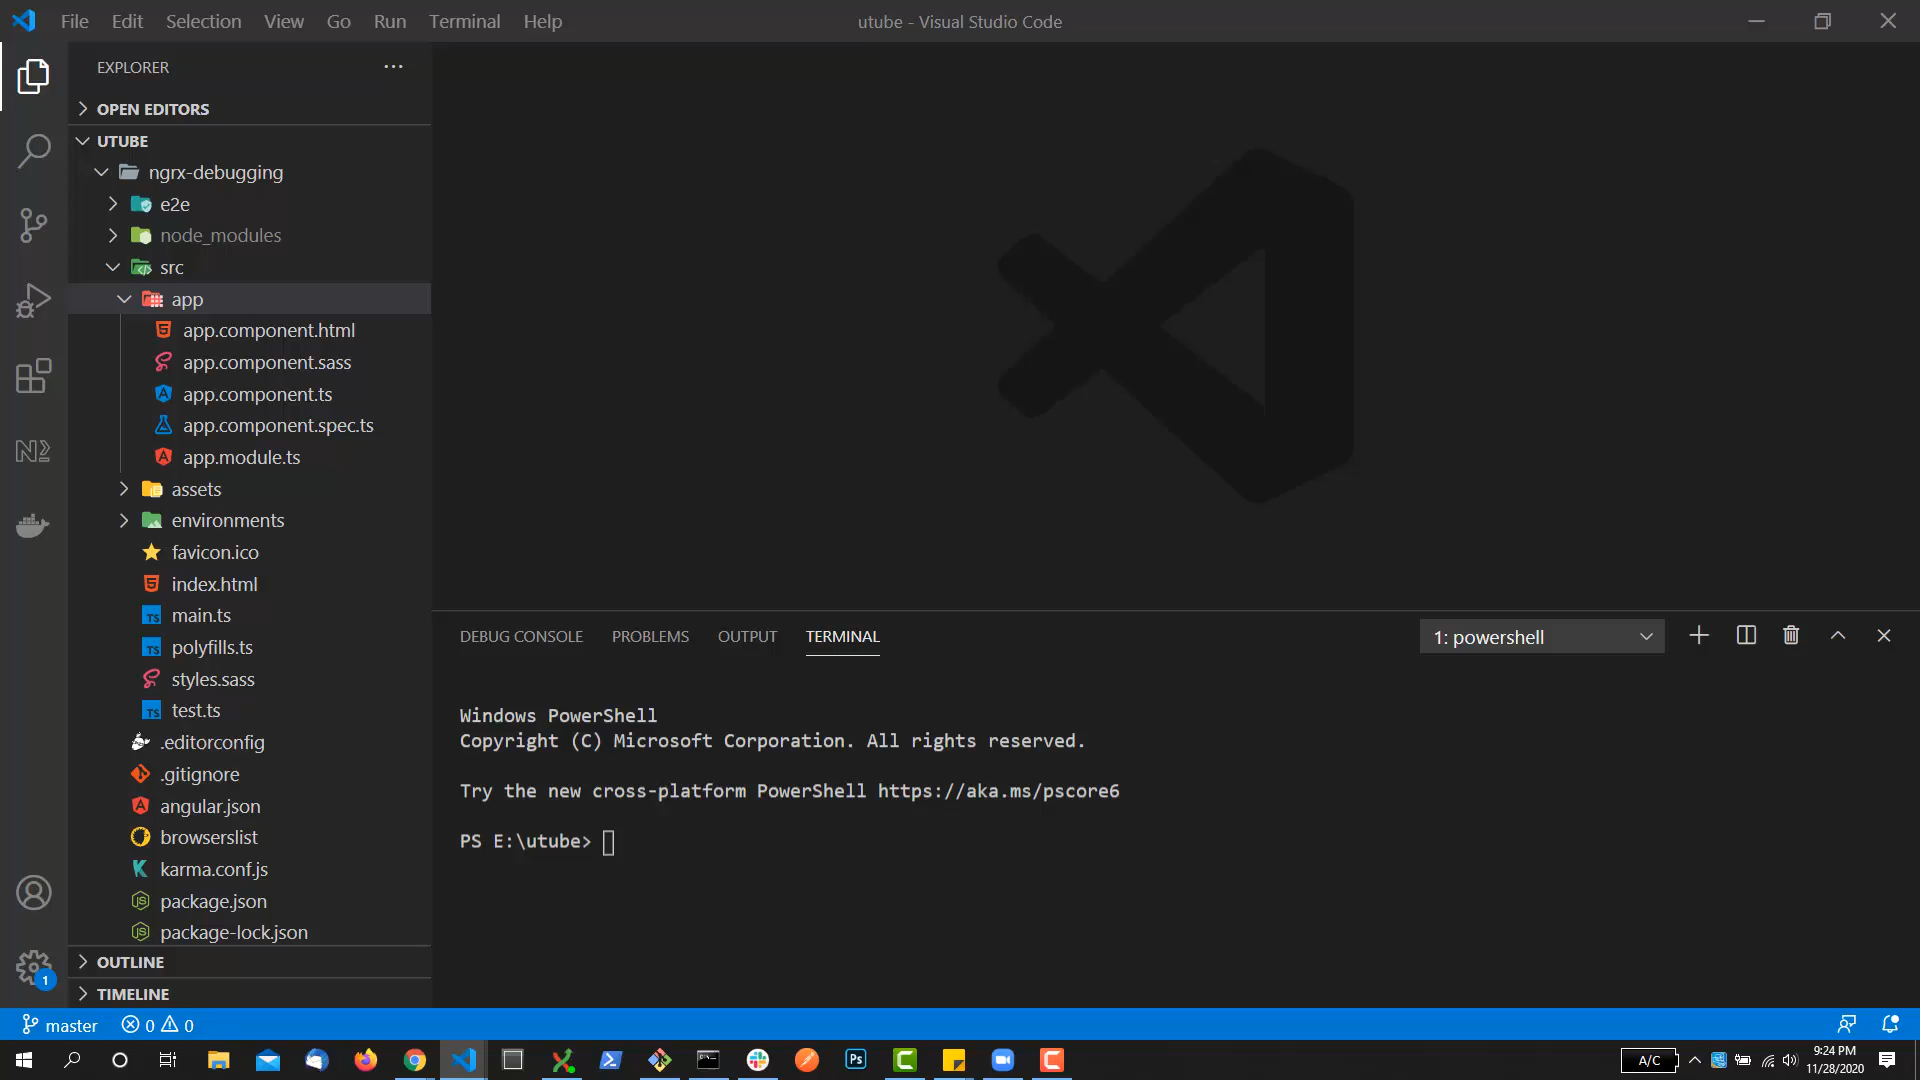 File Edit Selection View Go Run Terminal Help
utube - Visual Studio Code
EXPLORER
OPEN EDITORS
UTUBE
ngrx-debugging
e2e
node_modules
src
app
app.component.html
app.component.sass
app.component.ts
app.component.spec.ts
app.module.ts
assets
environments
favicon.ico
index.html
main.ts
polyfills.ts
styles.sass
test.ts
.editorconfig
.gitignore
angular.json
browserslist
karma.conf.js
package.json
package-lock.json
OUTLINE
TIMELINE
1
DEBUG CONSOLE PROBLEMS OUTPUT TERMINAL
1: powershell
Windows PowerShell
Copyright (C) Microsoft Corporation. All rights reserved.
Try the new cross-platform PowerShell https://aka.ms/pscore6
PS E:\utube>
master 0 0
Ps
A/C
9:24 PM
11/28/2020